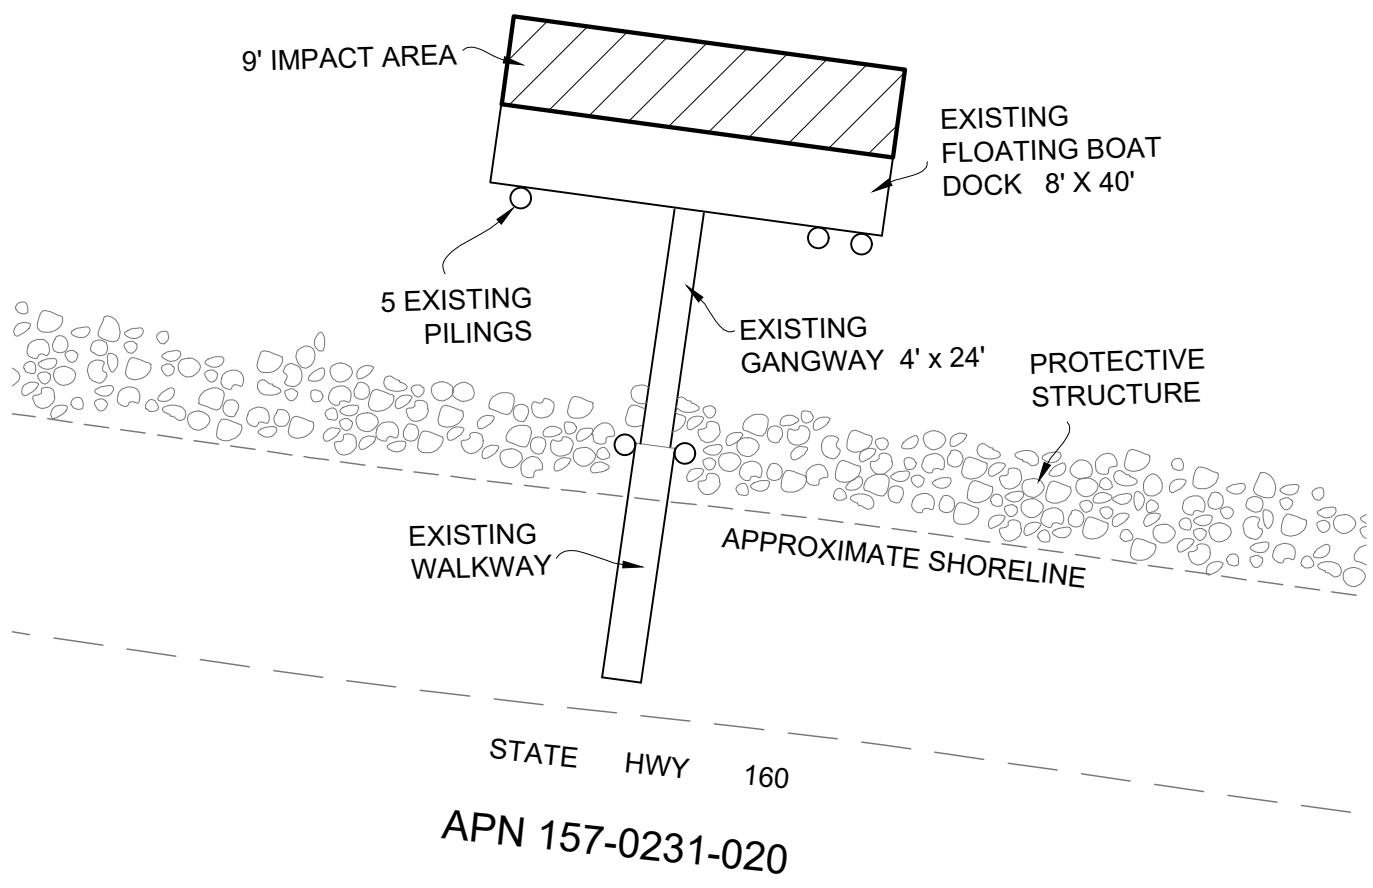 9' IMPACT AREA
EXISTING
FLOATING BOAT
DOCK 8' X 40'
5 EXISTING
PILINGS
EXISTING
GANGWAY 4' x 24'
PROTECTIVE
STRUCTURE
EXISTING
WALKWAY
APPROXIMATE SHORELINE
STATE HWY 160
APN 157-0231-020